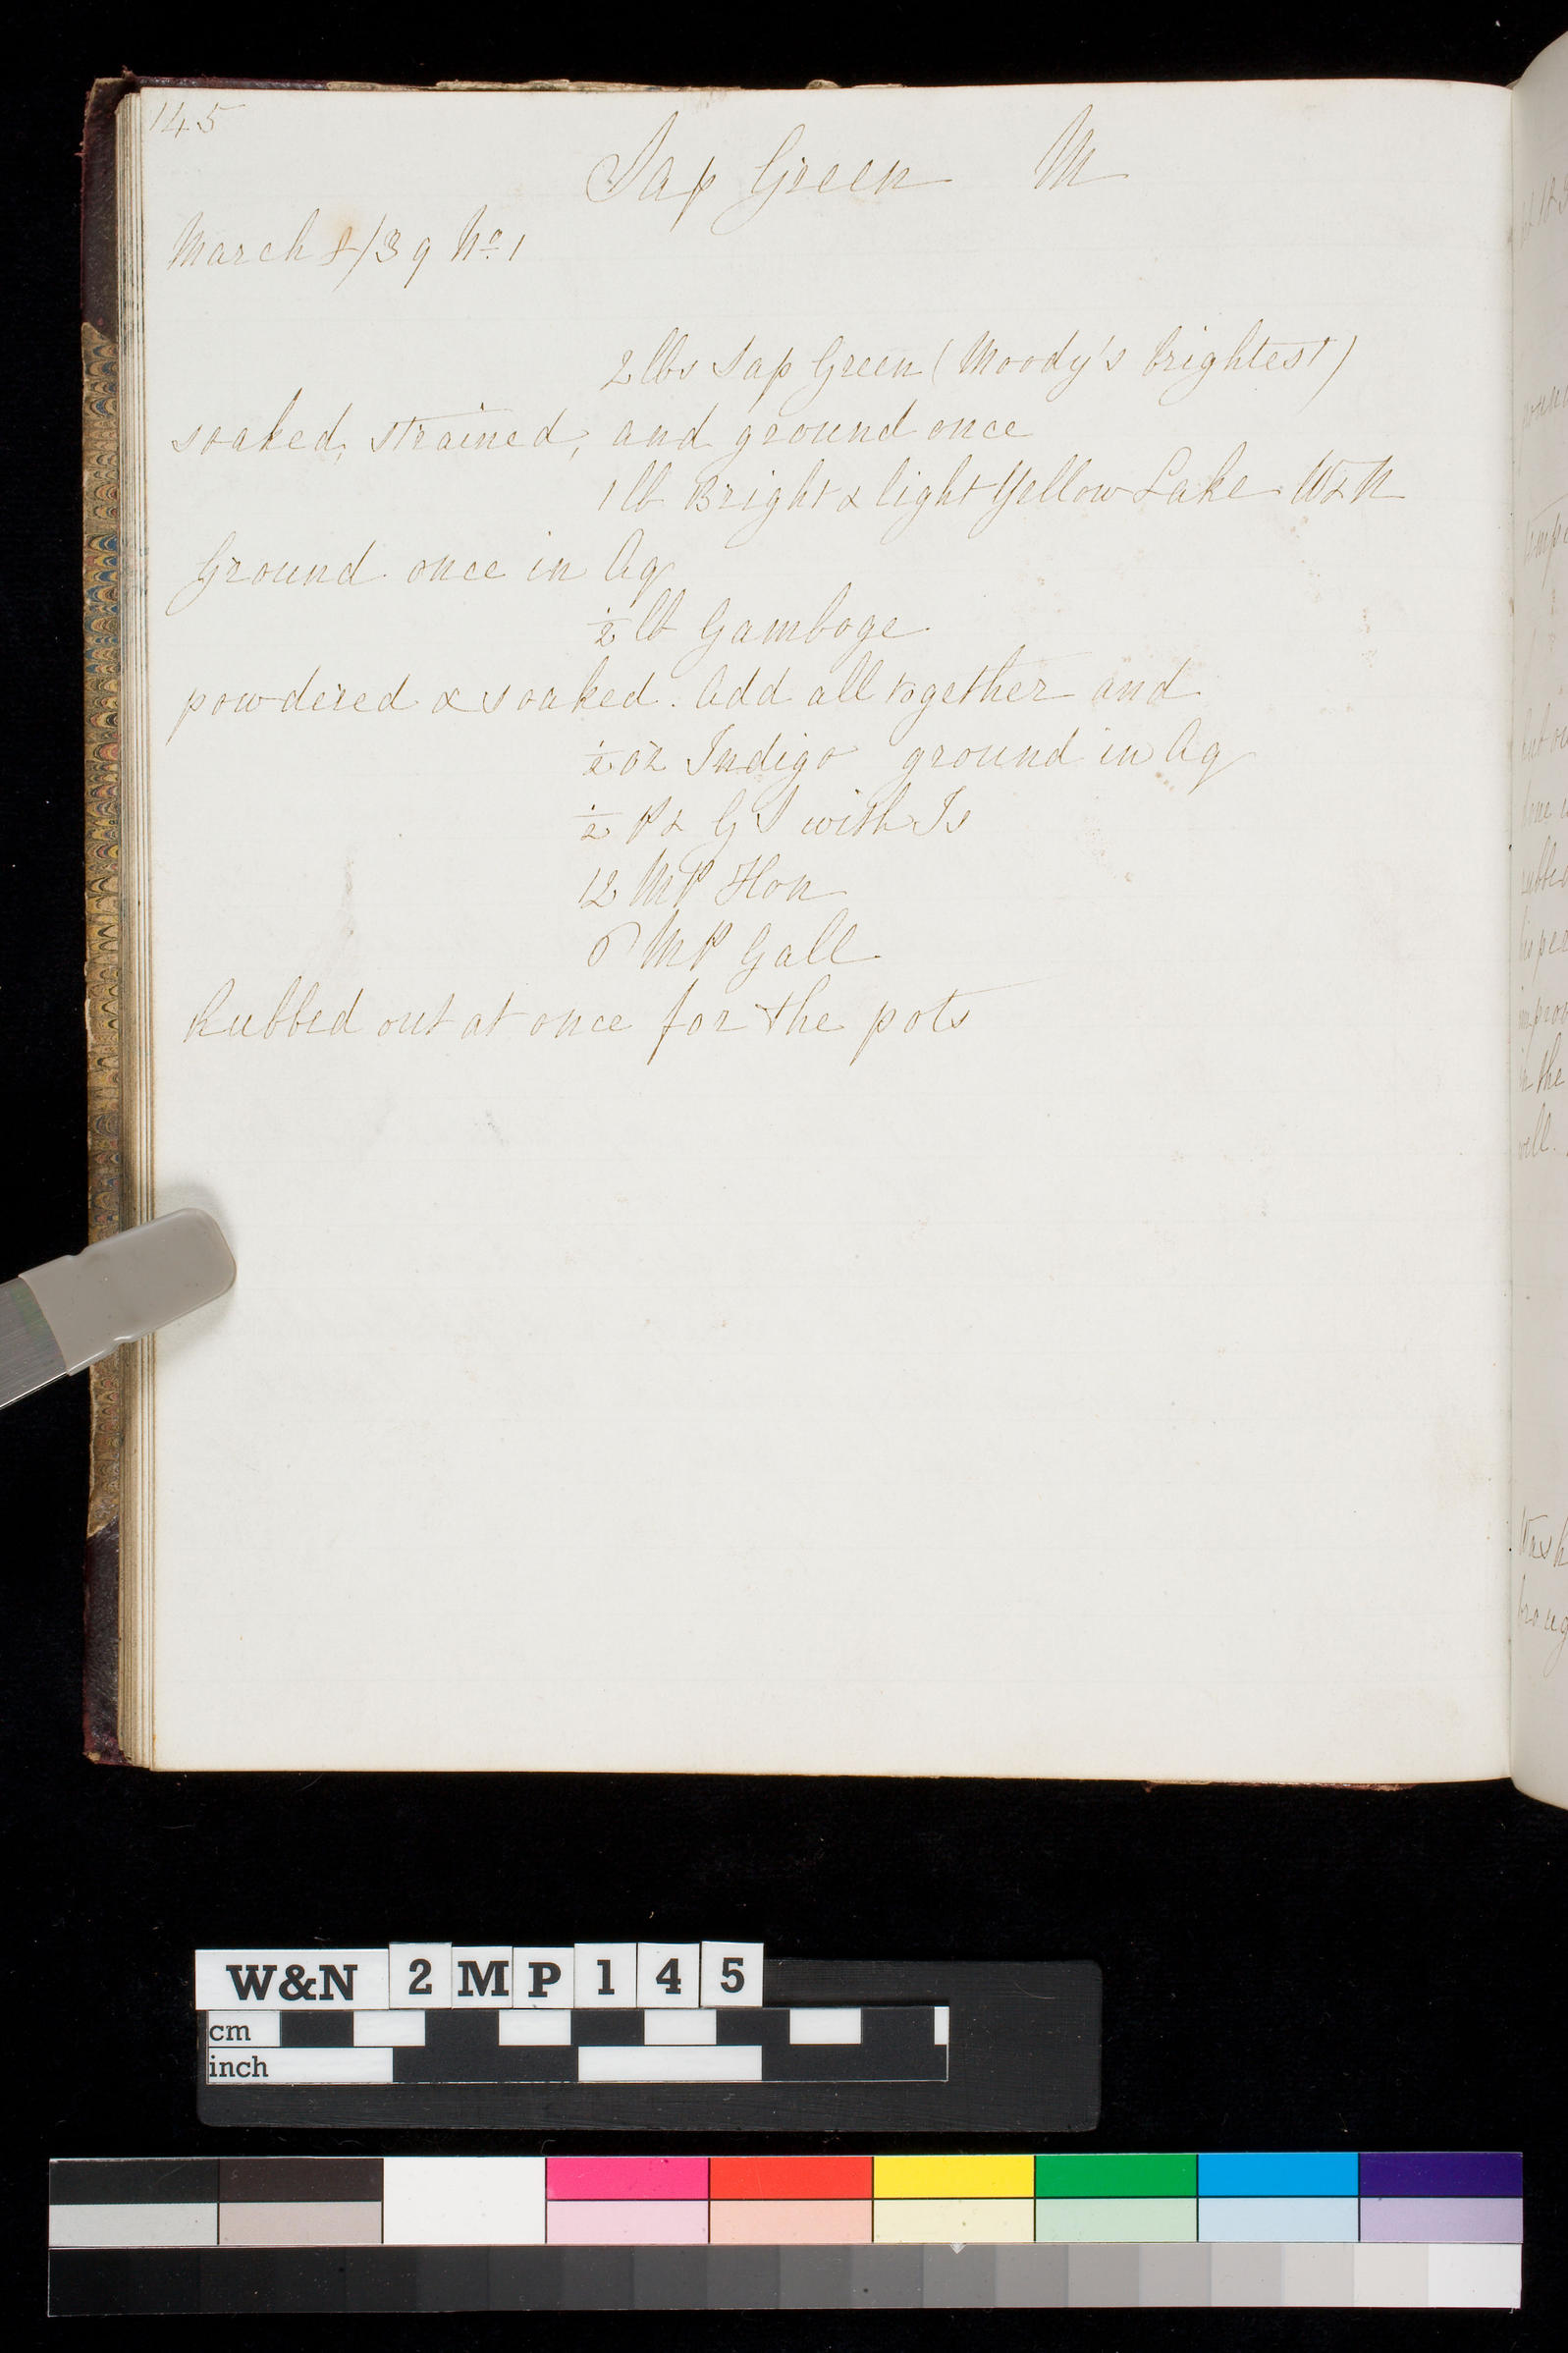 145
Sap Green M
March 8/39 No. 1
2 lbs Sap Green (Moody's brightest)
soaked, strained, and ground once
1 lb Bright & light Yellow Lake W&N
Ground once in Aq
½ lb Gamboge
powdered & soaked. Add all together and
½ oz Indigo ground in Aq
½ Pt GS with Is
12 MP Hon
6 MP Gall
Rubbed out at once for the pots
W&N 2 M P 1 4 5
cm
inch